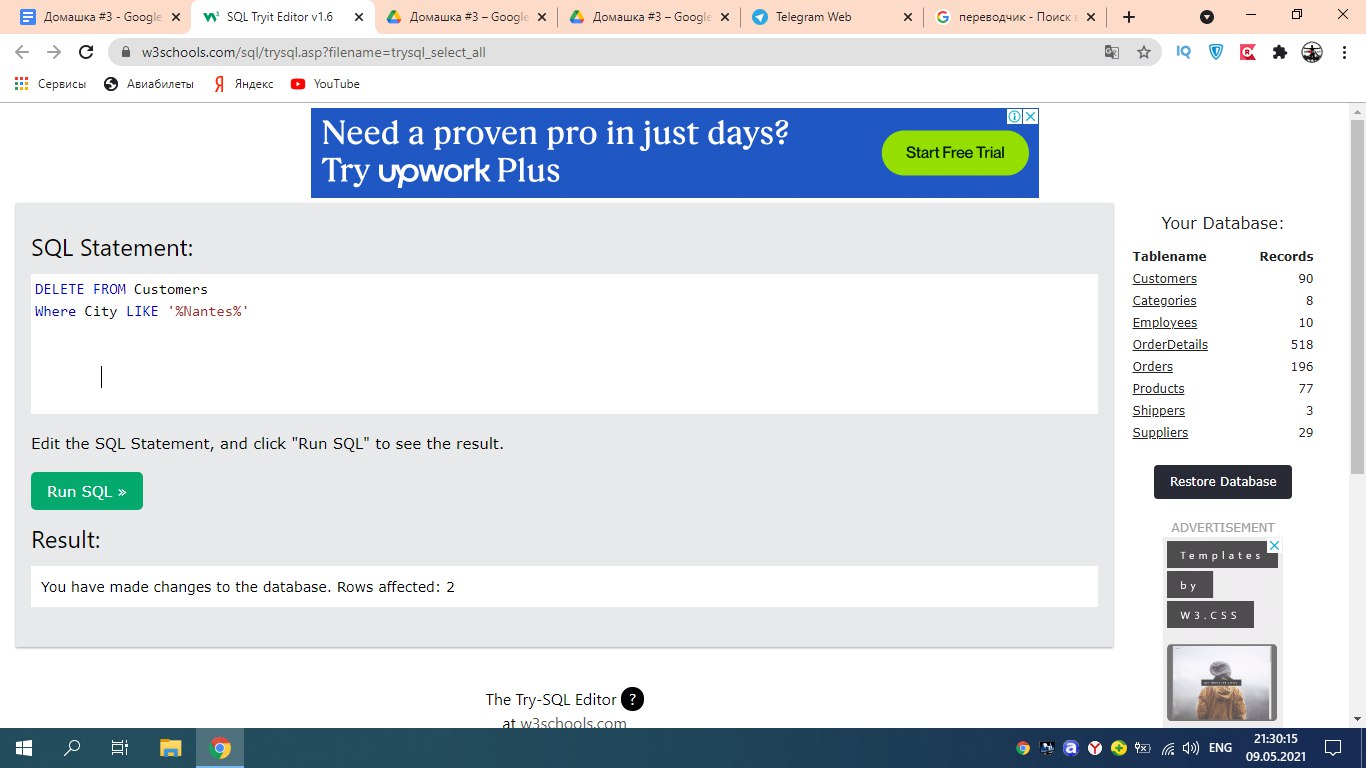 Домашка #3 - Google
SQL Tryit Editor v1.6
Домашка #3 – Google
Домашка #3 – Google
Telegram Web
переводчик - Поиск в
w3schools.com/sql/trysql.asp?filename=trysql_select_all
Сервисы
Авиабилеты
Яндекс
YouTube
Need a proven pro in just days?
Try upwork Plus
Start Free Trial
SQL Statement:
DELETE FROM Customers
Where City LIKE '%Nantes%'
Edit the SQL Statement, and click "Run SQL" to see the result.
Run SQL »
Result:
You have made changes to the database. Rows affected: 2
The Try-SQL Editor ?
at w3schools.com
Your Database:
Tablename Records
Customers 90
Categories 8
Employees 10
OrderDetails 518
Orders 196
Products 77
Shippers 3
Suppliers 29
Restore Database
ADVERTISEMENT
Templates
by
W3.CSS
ENG
21:30:15
09.05.2021